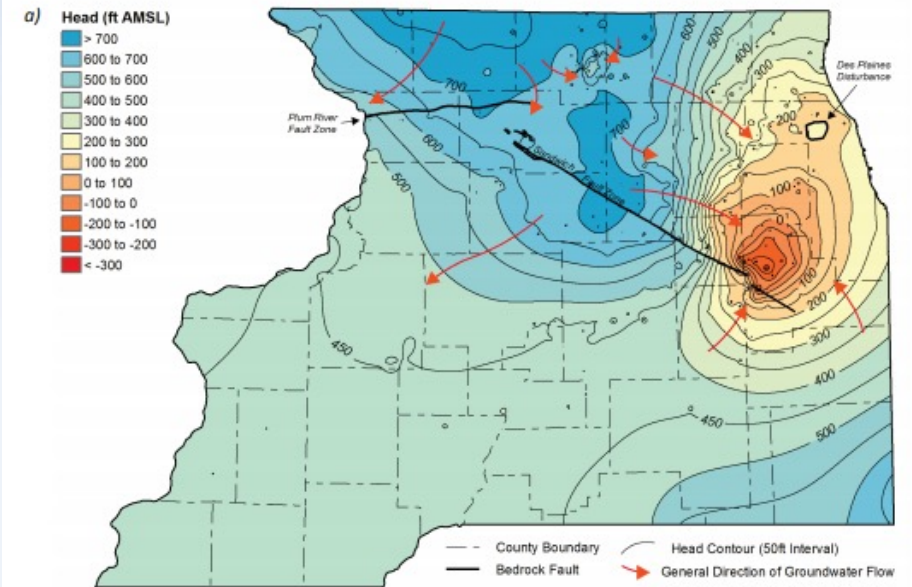 a)
Head (ft AMSL)
> 700
600 to 700
500 to 600
400 to 500
300 to 400
200 to 300
100 to 200
0 to 100
-100 to 0
-200 to -100
-300 to -200
< -300
Plum River
Fault Zone
Des Plaines
Disturbance
Sandwich Fault Zone
600
500
400
300
200
100
0
700
700
600
500
100
200
300
400
450
450
500
County Boundary
Bedrock Fault
Head Contour (50ft Interval)
General Direction of Groundwater Flow